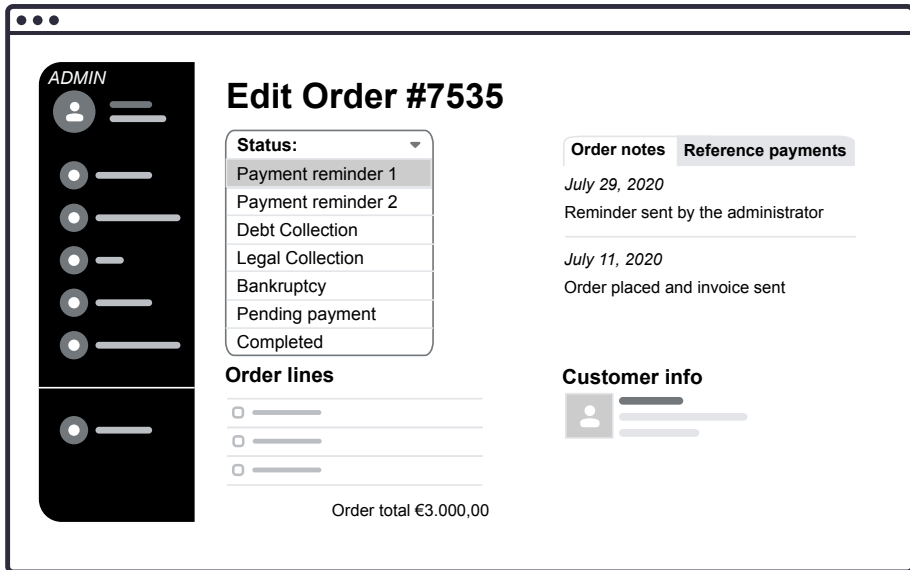 ADMIN
Edit Order #7535
Status:
Payment reminder 1
Payment reminder 2
Debt Collection
Legal Collection
Bankruptcy
Pending payment
Completed
Order notes Reference payments
July 29, 2020
Reminder sent by the administrator
July 11, 2020
Order placed and invoice sent
Order lines
Order total €3.000,00
Customer info